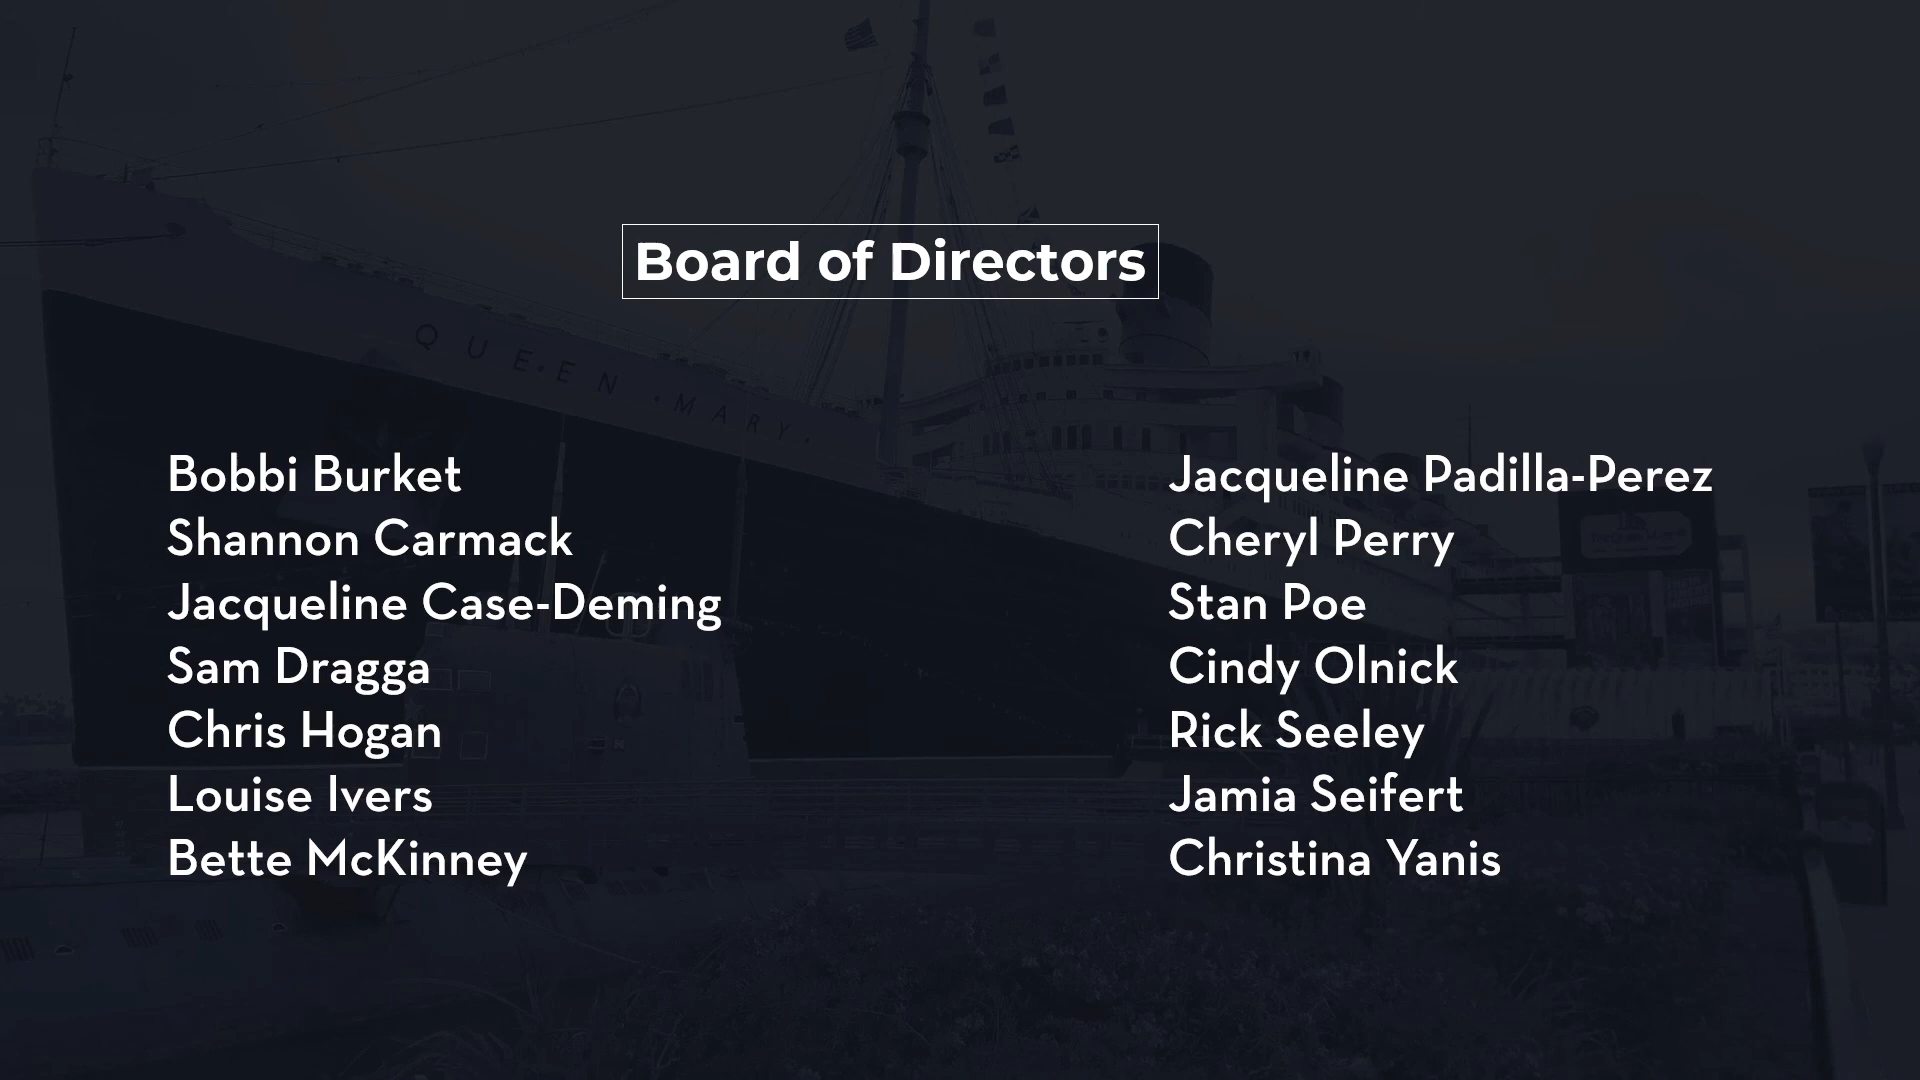 Board of Directors
QUEEN MARY
Bobbi Burket
Shannon Carmack
Jacqueline Case-Deming
Sam Dragga
Chris Hogan
Louise Ivers
Bette McKinney
Jacqueline Padilla-Perez
Cheryl Perry
Stan Poe
Cindy Olnick
Rick Seeley
Jamia Seifert
Christina Yanis